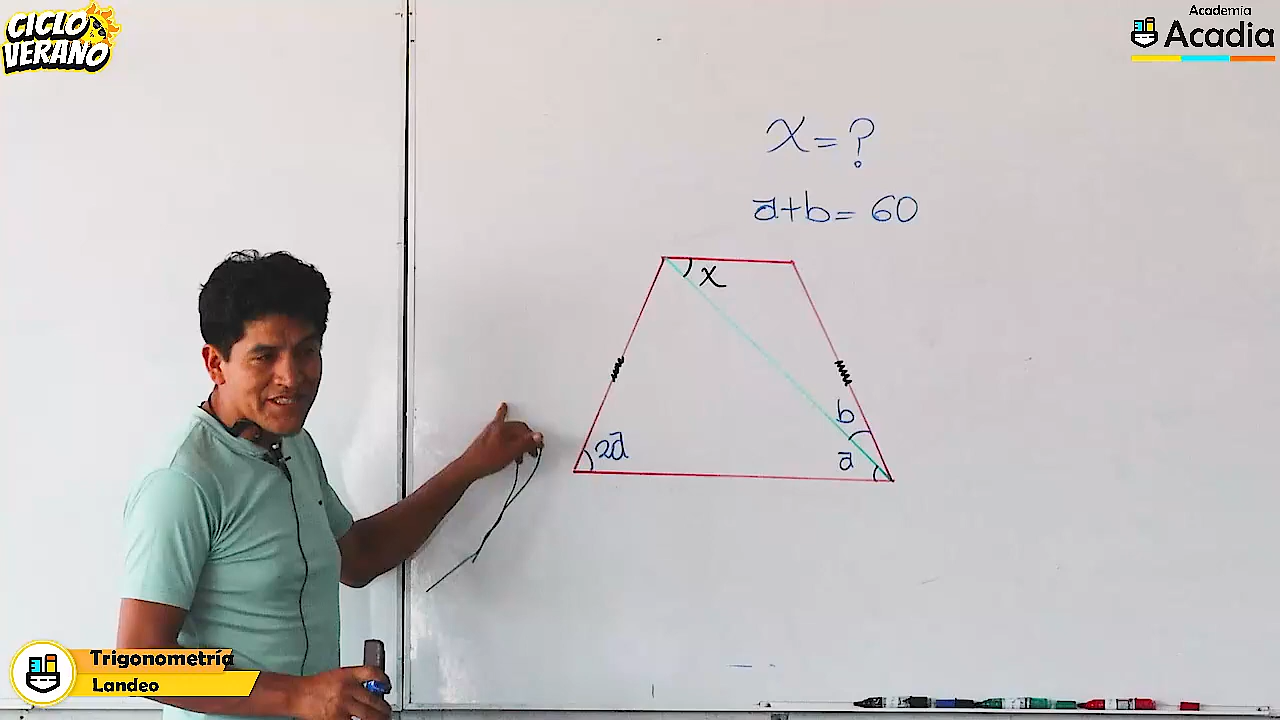 CICLO
VERANO
Academia
Acadia
x = ?
a+b= 60
x
2a
b
a
Trigonometría
Landeo